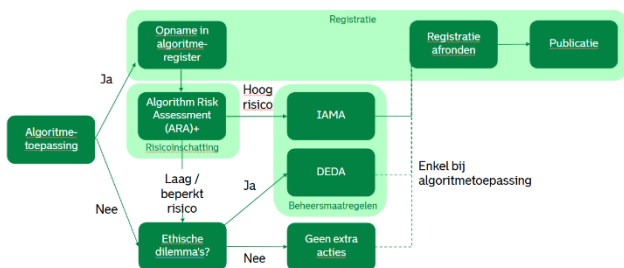 Registratie
Opname in
algoritme-
register
Registratie
afronden
Publicatie
Ja
Hoog
risico
Algorithm Risk
Assessment
(ARA)+
IAMA
Algoritme-
toepassing
Risicoinschatting
Laag /
beperkt
risico
Ja
DEDA
Enkel bij
algoritmetoepassing
Beheersmaatregelen
Nee
Ethische
dilemma's?
Nee
Geen extra
acties